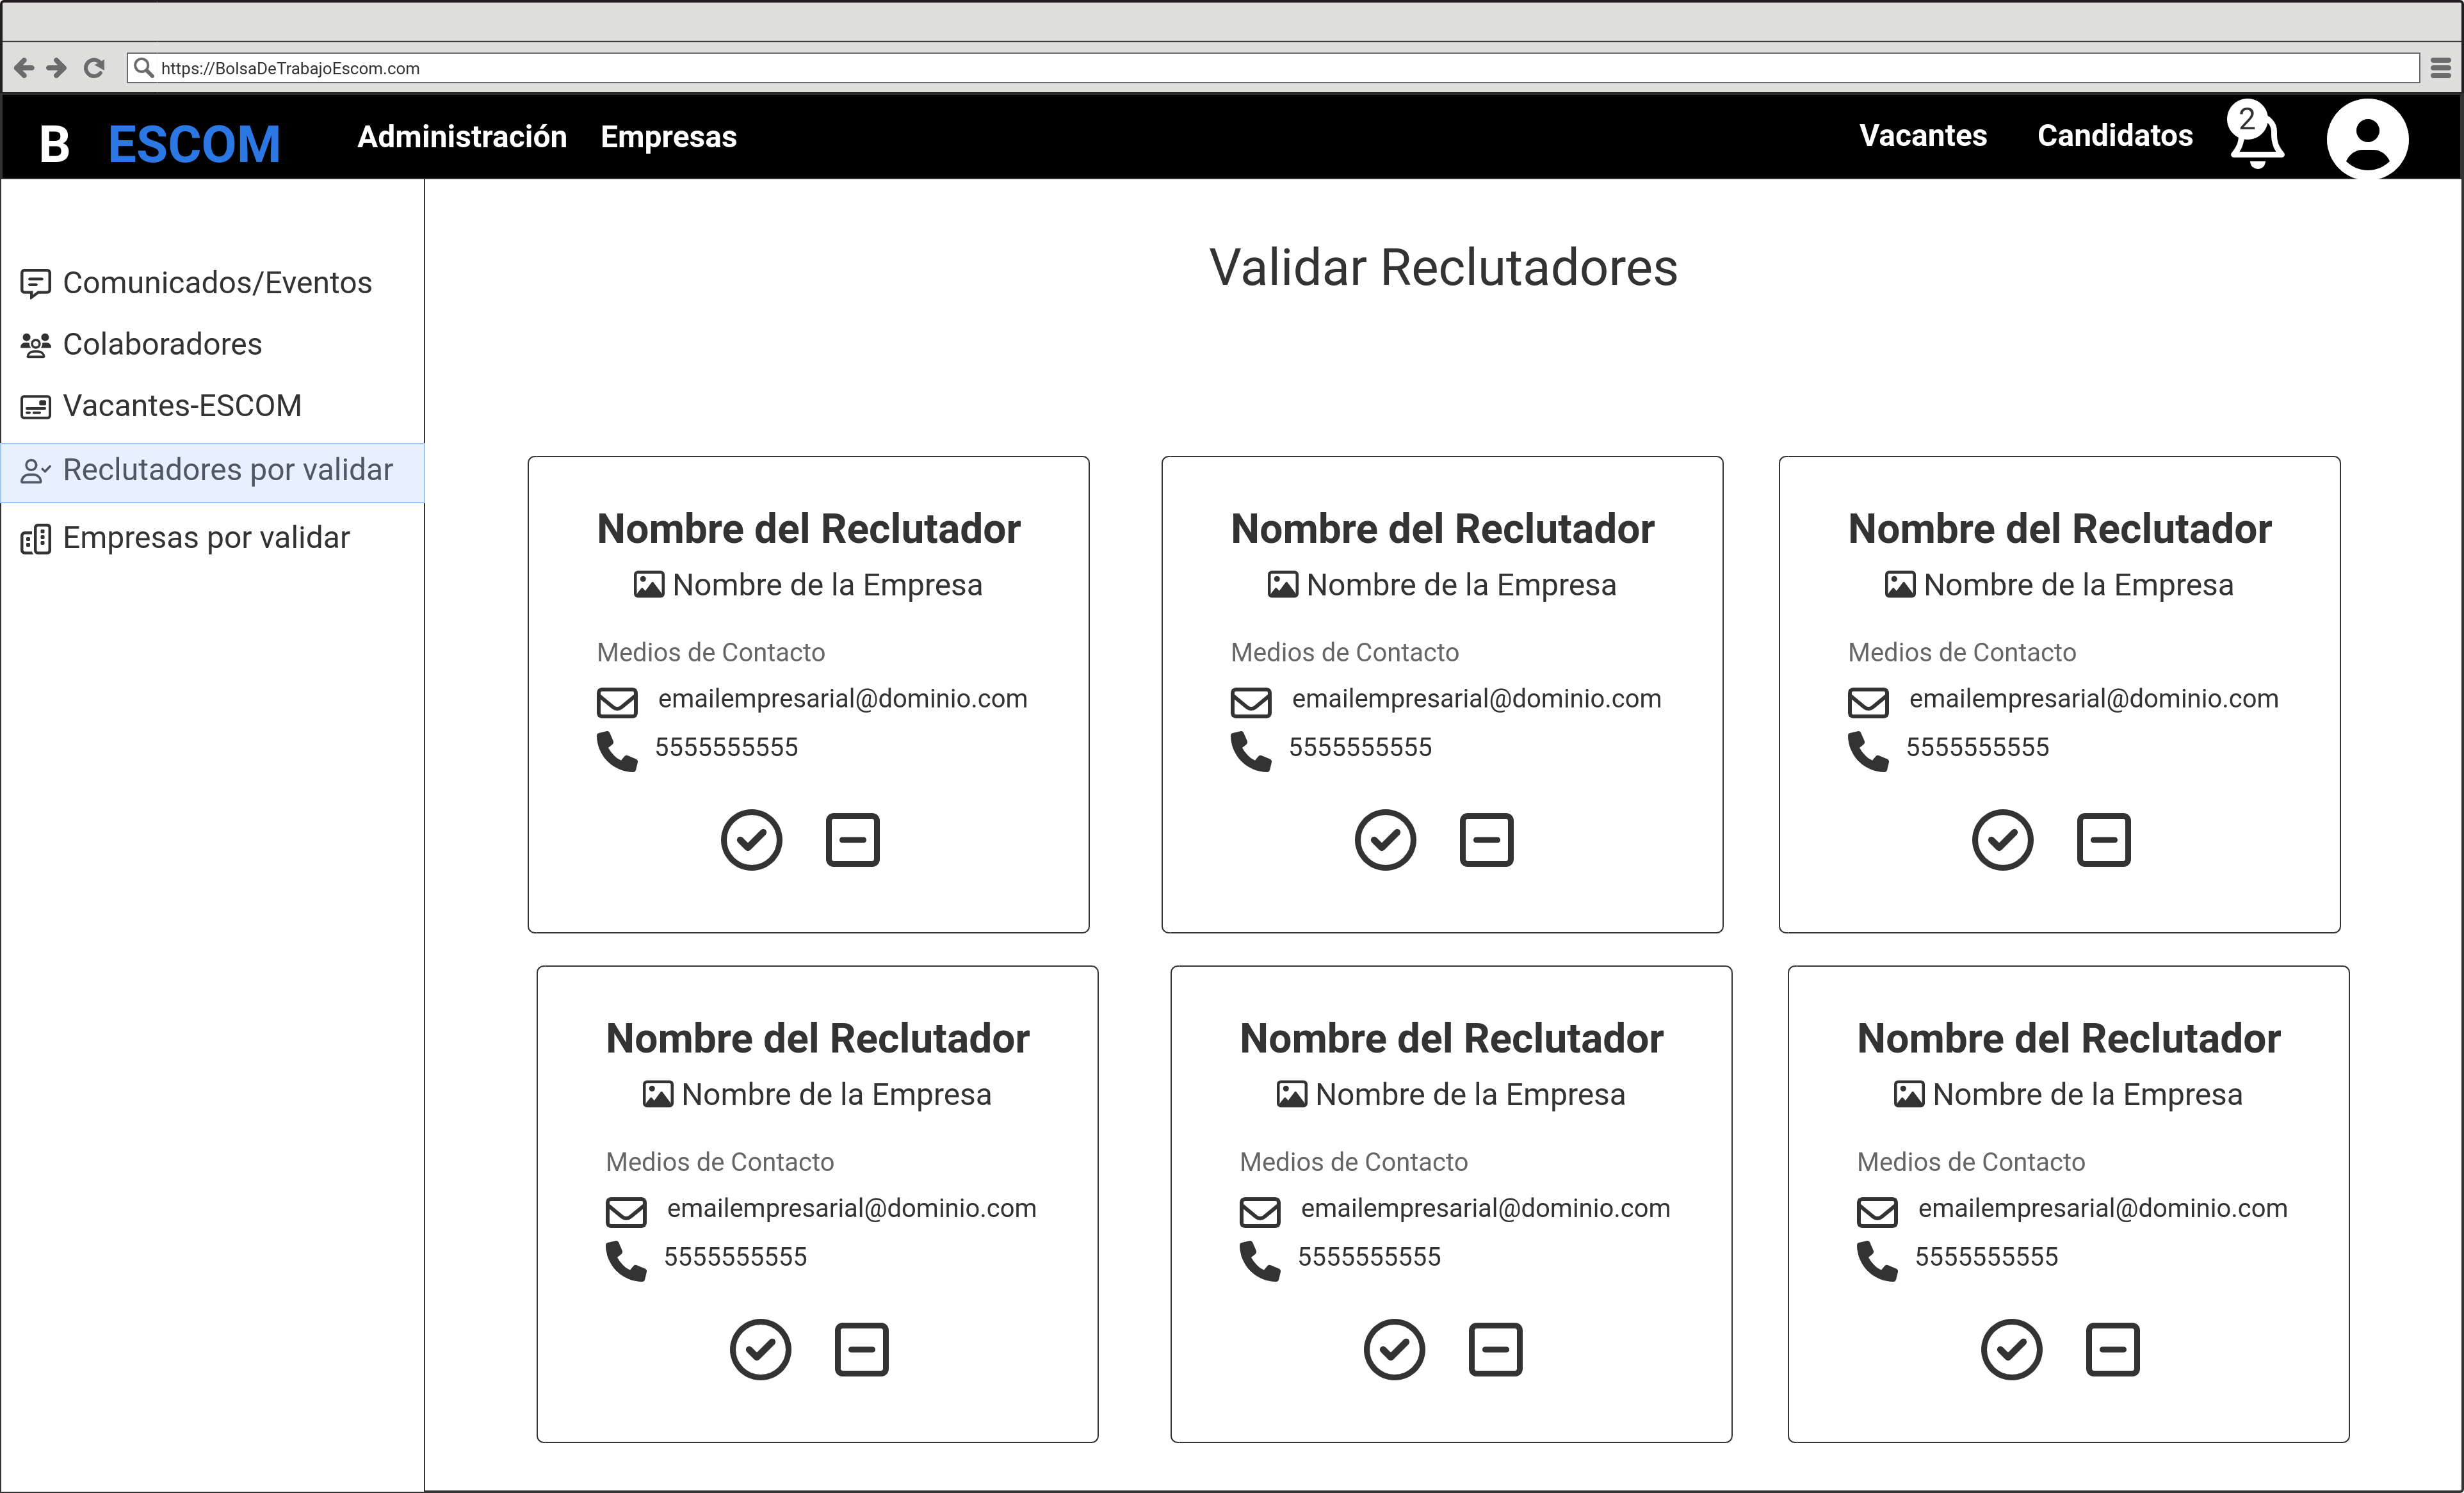 https://BolsaDeTrabajoEscom.com
B ESCOM Administración Empresas Vacantes Candidatos 2
Comunicados/Eventos
Colaboradores
Vacantes-ESCOM
Reclutadores por validar
Empresas por validar
Validar Reclutadores
Nombre del Reclutador
Nombre de la Empresa
Medios de Contacto
emailempresarial@dominio.com
5555555555
Nombre del Reclutador
Nombre de la Empresa
Medios de Contacto
emailempresarial@dominio.com
5555555555
Nombre del Reclutador
Nombre de la Empresa
Medios de Contacto
emailempresarial@dominio.com
5555555555
Nombre del Reclutador
Nombre de la Empresa
Medios de Contacto
emailempresarial@dominio.com
5555555555
Nombre del Reclutador
Nombre de la Empresa
Medios de Contacto
emailempresarial@dominio.com
5555555555
Nombre del Reclutador
Nombre de la Empresa
Medios de Contacto
emailempresarial@dominio.com
5555555555